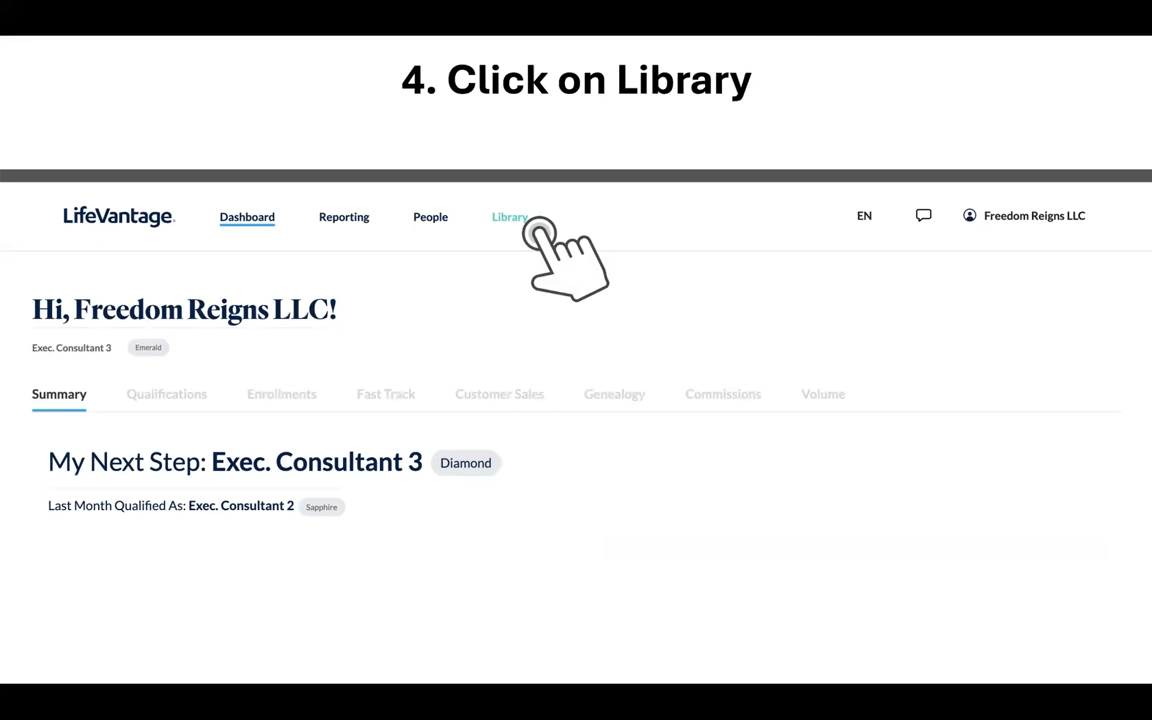 4. Click on Library
LifeVantage. Dashboard Reporting People Library EN Freedom Reigns LLC
Hi, Freedom Reigns LLC!
Exec. Consultant 3 Emerald
Summary Qualifications Enrollments Fast Track Customer Sales Genealogy Commissions Volume
My Next Step: Exec. Consultant 3 Diamond
Last Month Qualified As: Exec. Consultant 2 Sapphire